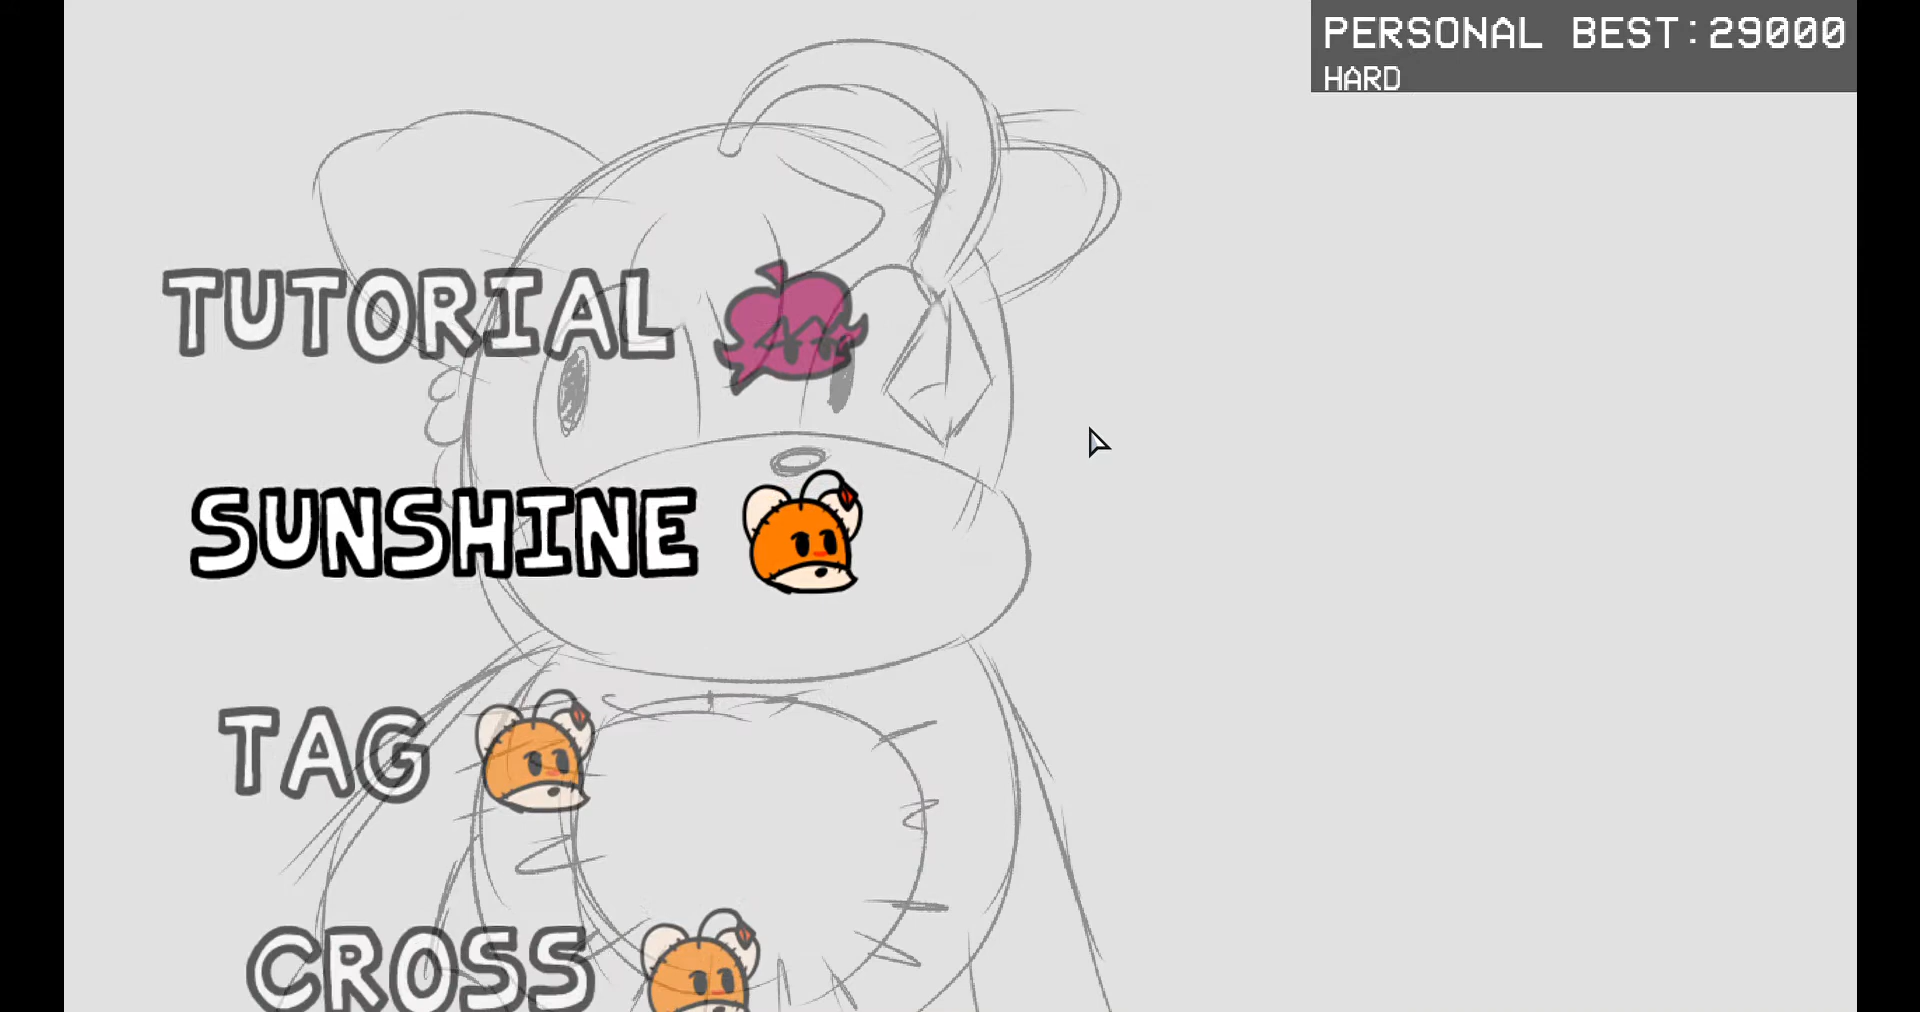 PERSONAL BEST:29000
HARD
TUTORIAL
SUNSHINE
TAG
CROSS